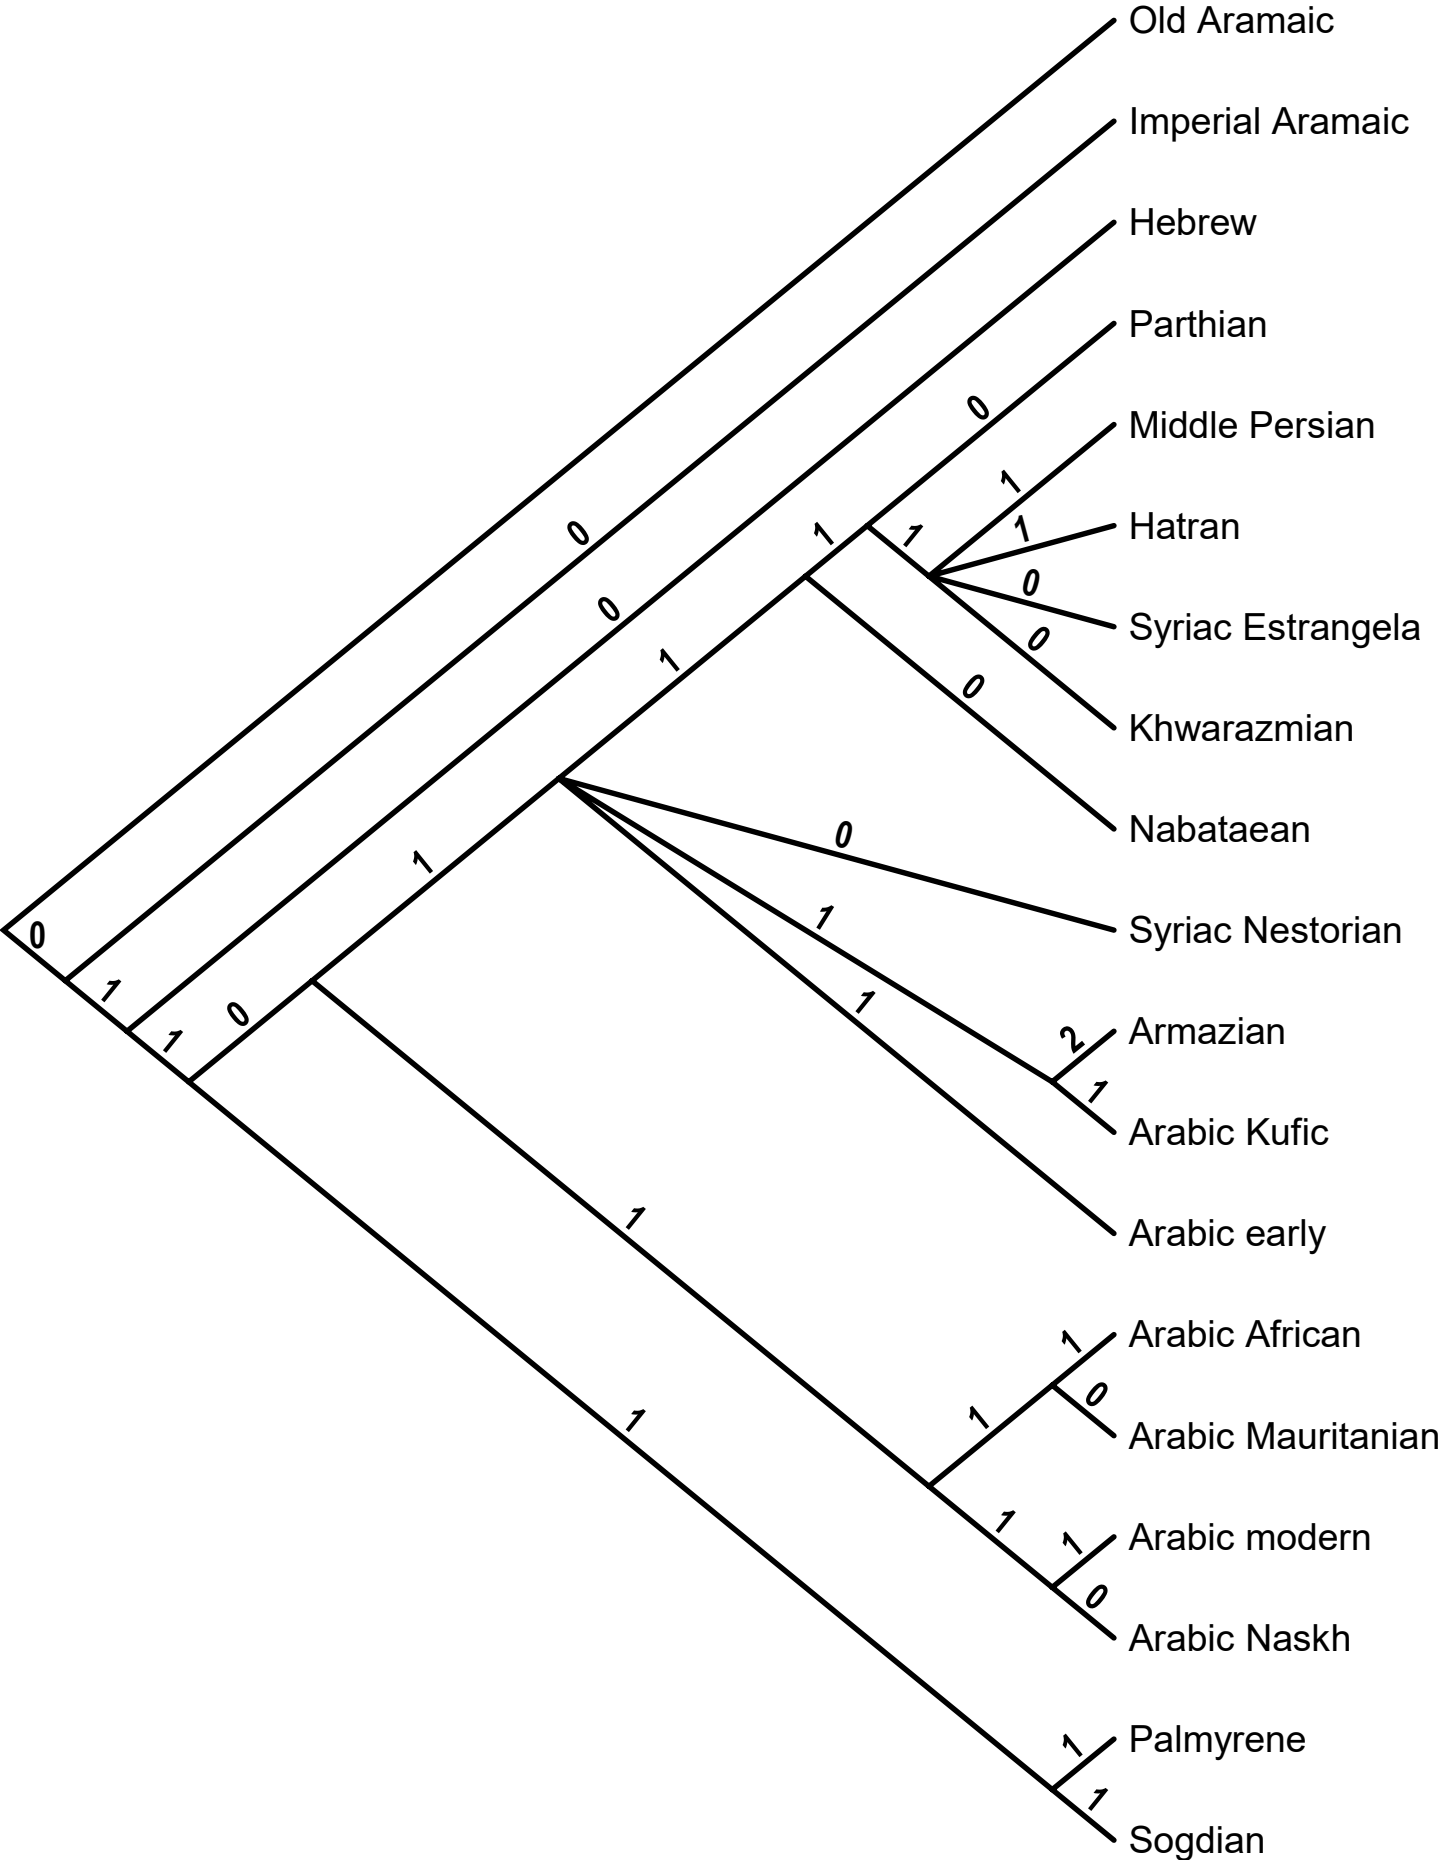 Old Aramaic
Imperial Aramaic
Hebrew
Parthian
0
Middle Persian
1
Hatran
1
0
1
1
Syriac Estrangela
0
0
0
1
Khwarazmian
0
Nabataean
0
1
Syriac Nestorian
1
0
0
1
Armazian
2
1
1
0
1
Arabic Kufic
1
Arabic early
1
Arabic African
1
0
1
Arabic Mauritanian
1
Arabic modern
1
1
0
Arabic Naskh
Palmyrene
1
1
Sogdian